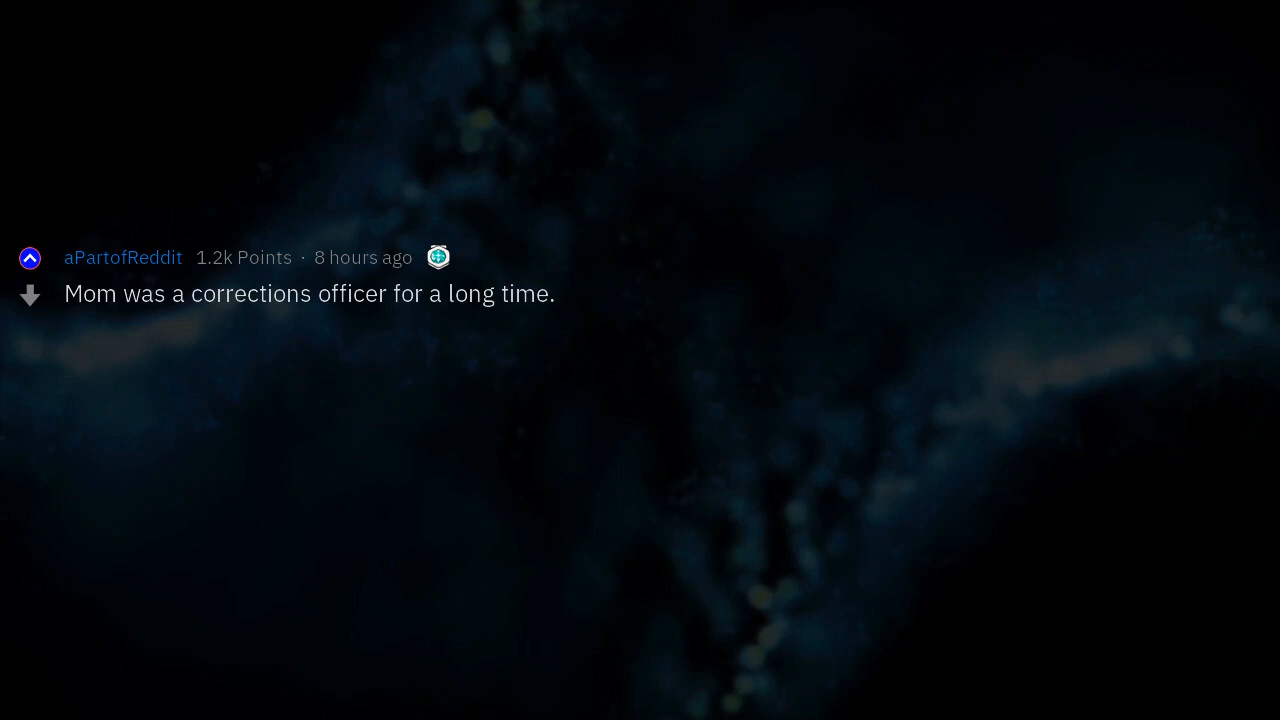 aPartofReddit 1.2k Points · 8 hours ago
Mom was a corrections officer for a long time.